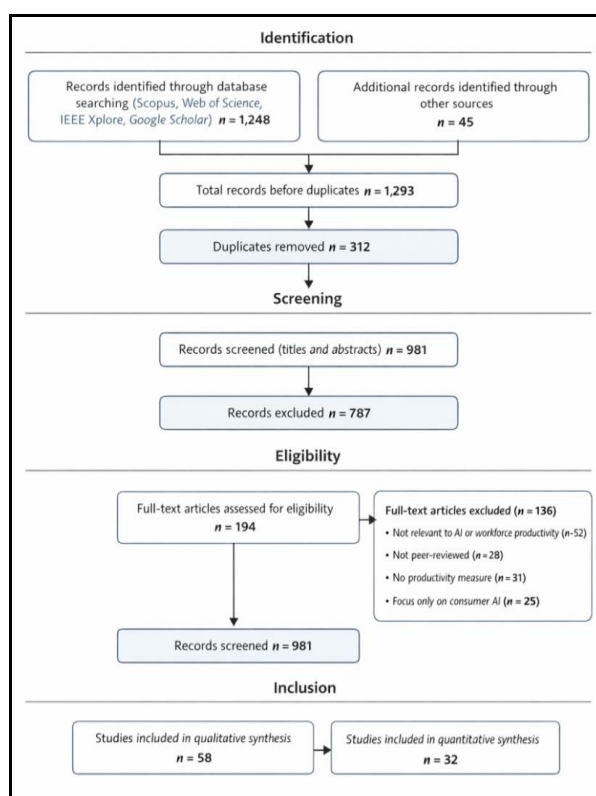 Identification
Records identified through database
searching (Scopus, Web of Science,
IEEE Xplore, Google Scholar) n = 1,248
Additional records identified through
other sources
n = 45
Total records before duplicates n = 1,293
Duplicates removed n = 312
Screening
Records screened (titles and abstracts) n = 981
Records excluded n = 787
Eligibility
Full-text articles assessed for eligibility
n = 194
Full-text articles excluded (n = 136)
• Not relevant to AI or workforce productivity (n-52)
• Not peer-reviewed (n = 28)
• No productivity measure (n = 31)
• Focus only on consumer AI (n = 25)
Records screened n = 981
Inclusion
Studies included in qualitative synthesis
n = 58
Studies included in quantitative synthesis
n = 32